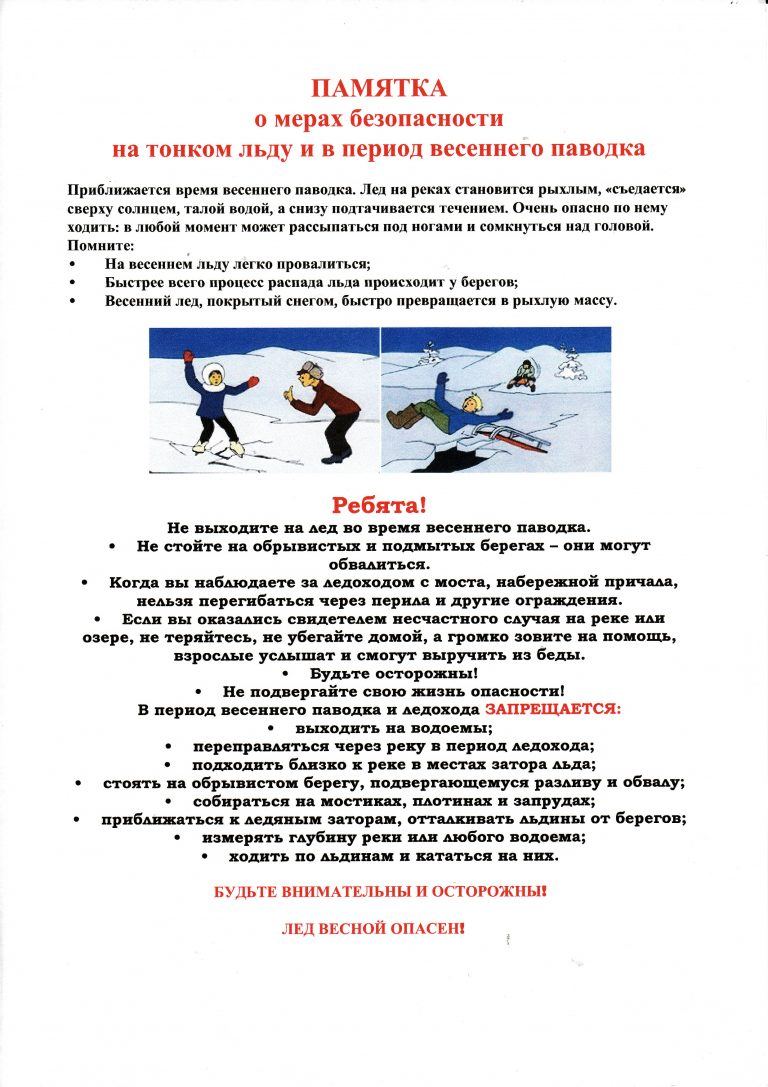 ПАМЯТКА
о мерах безопасности
на тонком льду и в период весеннего паводка
Приближается время весеннего паводка. Лед на реках становится рыхлым, «съедается»
сверху солнцем, талой водой, а снизу подтачивается течением. Очень опасно по нему
ходить: в любой момент может рассыпаться под ногами и сомкнуться над головой.
Помните:
• На весеннем льду легко провалиться;
• Быстрее всего процесс распада льда происходит у берегов;
• Весенний лед, покрытый снегом, быстро превращается в рыхлую массу.
Ребята!
Не выходите на лед во время весеннего паводка.
• Не стойте на обрывистых и подмытых берегах – они могут
обвалиться.
• Когда вы наблюдаете за ледоходом с моста, набережной причала,
нельзя перегибаться через перила и другие ограждения.
• Если вы оказались свидетелем несчастного случая на реке или
озере, не теряйтесь, не убегайте домой, а громко зовите на помощь,
взрослые услышат и смогут выручить из беды.
• Будьте осторожны!
• Не подвергайте свою жизнь опасности!
В период весеннего паводка и ледохода ЗАПРЕЩАЕТСЯ:
• выходить на водоемы;
• переправляться через реку в период ледохода;
• подходить близко к реке в местах затора льда;
• стоять на обрывистом берегу, подвергающемуся разливу и обвалу;
• собираться на мостиках, плотинах и запрудах;
• приближаться к ледяным заторам, отталкивать льдины от берегов;
• измерять глубину реки или любого водоема;
• ходить по льдинам и кататься на них.
БУДЬТЕ ВНИМАТЕЛЬНЫ И ОСТОРОЖНЫ!
ЛЕД ВЕСНОЙ ОПАСЕН!